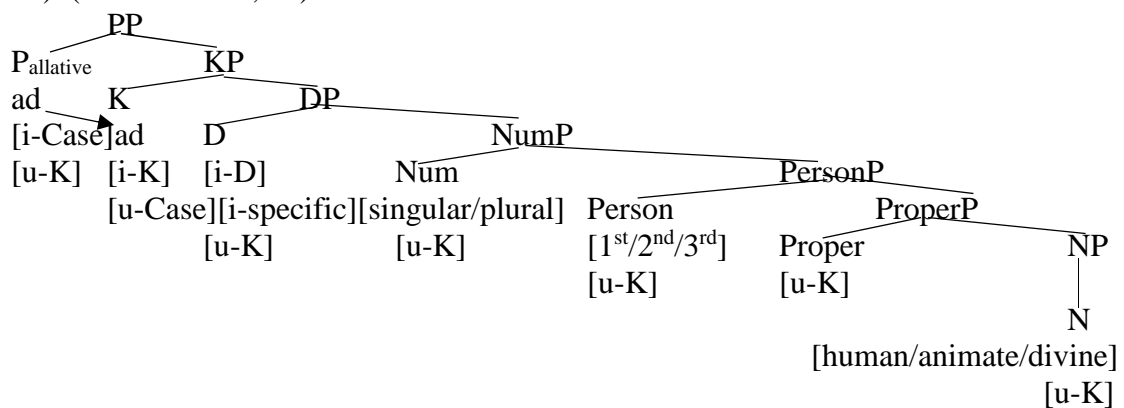 PP
P allative KP
ad K DP
[i-Case]ad D NumP
[u-K] [i-K] [i-D] Num PersonP
[u-Case][i-specific][singular/plural] Person ProperP
[u-K] [u-K] [1st/2nd/3rd] Proper NP
[u-K] [u-K]
N
[human/animate/divine]
[u-K]